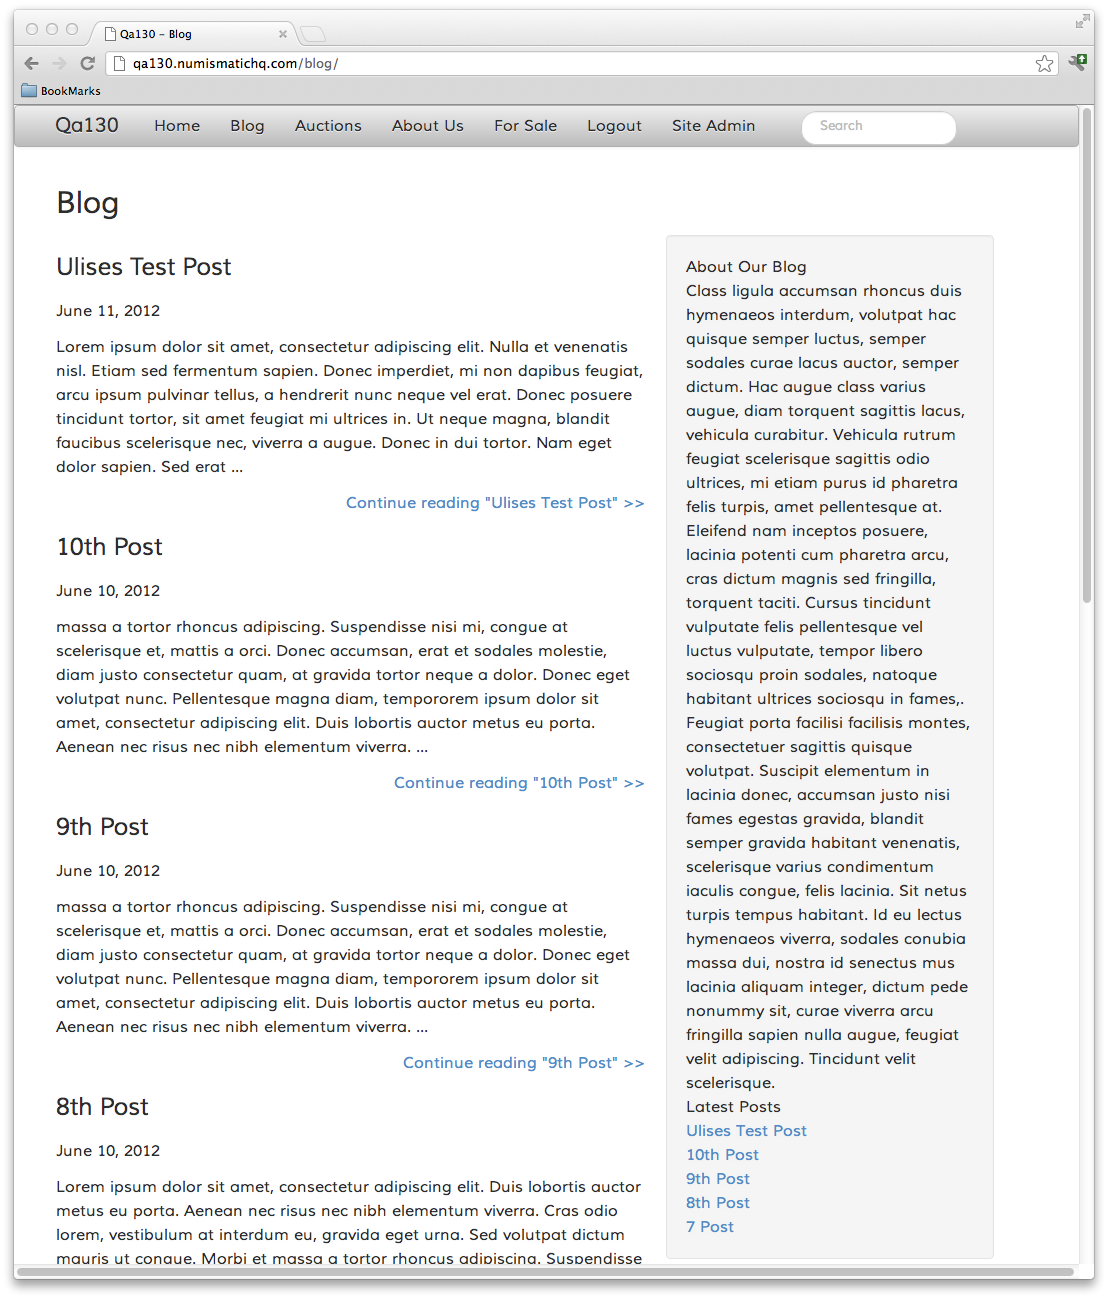 Qa130 – Blog
qa130.numismatichq.com/blog/
BookMarks
Qa130 Home Blog Auctions About Us For Sale Logout Site Admin Search
Blog
Ulises Test Post
June 11, 2012
Lorem ipsum dolor sit amet, consectetur adipiscing elit. Nulla et venenatis
nisl. Etiam sed fermentum sapien. Donec imperdiet, mi non dapibus feugiat,
arcu ipsum pulvinar tellus, a hendrerit nunc neque vel erat. Donec posuere
tincidunt tortor, sit amet feugiat mi ultrices in. Ut neque magna, blandit
faucibus scelerisque nec, viverra a augue. Donec in dui tortor. Nam eget
dolor sapien. Sed erat ...
Continue reading "Ulises Test Post" >>
10th Post
June 10, 2012
massa a tortor rhoncus adipiscing. Suspendisse nisi mi, congue at
scelerisque et, mattis a orci. Donec accumsan, erat et sodales molestie,
diam justo consectetur quam, at gravida tortor neque a dolor. Donec eget
volutpat nunc. Pellentesque magna diam, tempororem ipsum dolor sit
amet, consectetur adipiscing elit. Duis lobortis auctor metus eu porta.
Aenean nec risus nec nibh elementum viverra. ...
Continue reading "10th Post" >>
9th Post
June 10, 2012
massa a tortor rhoncus adipiscing. Suspendisse nisi mi, congue at
scelerisque et, mattis a orci. Donec accumsan, erat et sodales molestie,
diam justo consectetur quam, at gravida tortor neque a dolor. Donec eget
volutpat nunc. Pellentesque magna diam, tempororem ipsum dolor sit
amet, consectetur adipiscing elit. Duis lobortis auctor metus eu porta.
Aenean nec risus nec nibh elementum viverra. ...
Continue reading "9th Post" >>
8th Post
June 10, 2012
Lorem ipsum dolor sit amet, consectetur adipiscing elit. Duis lobortis auctor
metus eu porta. Aenean nec risus nec nibh elementum viverra. Cras odio
lorem, vestibulum at interdum eu, gravida eget urna. Sed volutpat dictum
mauris ut congue. Morbi et massa a tortor rhoncus adipiscing. Suspendisse
About Our Blog
Class ligula accumsan rhoncus duis
hymenaeos interdum, volutpat hac
quisque semper luctus, semper
sodales curae lacus auctor, semper
dictum. Hac augue class varius
augue, diam torquent sagittis lacus,
vehicula curabitur. Vehicula rutrum
feugiat scelerisque sagittis odio
ultrices, mi etiam purus id pharetra
felis turpis, amet pellentesque at.
Eleifend nam inceptos posuere,
lacinia potenti cum pharetra arcu,
cras dictum magnis sed fringilla,
torquent taciti. Cursus tincidunt
vulputate felis pellentesque vel
luctus vulputate, tempor libero
sociosqu proin sodales, natoque
habitant ultrices sociosqu in fames,.
Feugiat porta facilisi facilisis montes,
consectetuer sagittis quisque
volutpat. Suscipit elementum in
lacinia donec, accumsan justo nisi
fames egestas gravida, blandit
semper gravida habitant venenatis,
scelerisque varius condimentum
iaculis congue, felis lacinia. Sit netus
turpis tempus habitant. Id eu lectus
hymenaeos viverra, sodales conubia
massa dui, nostra id senectus mus
lacinia aliquam integer, dictum pede
nonummy sit, curae viverra arcu
fringilla sapien nulla augue, feugiat
velit adipiscing. Tincidunt velit
scelerisque.
Latest Posts
Ulises Test Post
10th Post
9th Post
8th Post
7 Post